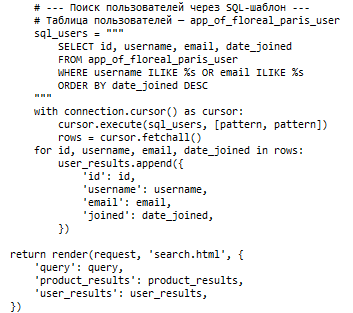 # --- Поиск пользователей через SQL-шаблон ---
    # Таблица пользователей — app_of_floreal_paris_user
    sql_users = """
        SELECT id, username, email, date_joined
        FROM app_of_floreal_paris_user
        WHERE username ILIKE %s OR email ILIKE %s
        ORDER BY date_joined DESC
    """
    with connection.cursor() as cursor:
        cursor.execute(sql_users, [pattern, pattern])
        rows = cursor.fetchall()
    for id, username, email, date_joined in rows:
        user_results.append({
            'id': id,
            'username': username,
            'email': email,
            'joined': date_joined,
        })

return render(request, 'search.html', {
    'query': query,
    'product_results': product_results,
    'user_results': user_results,
})